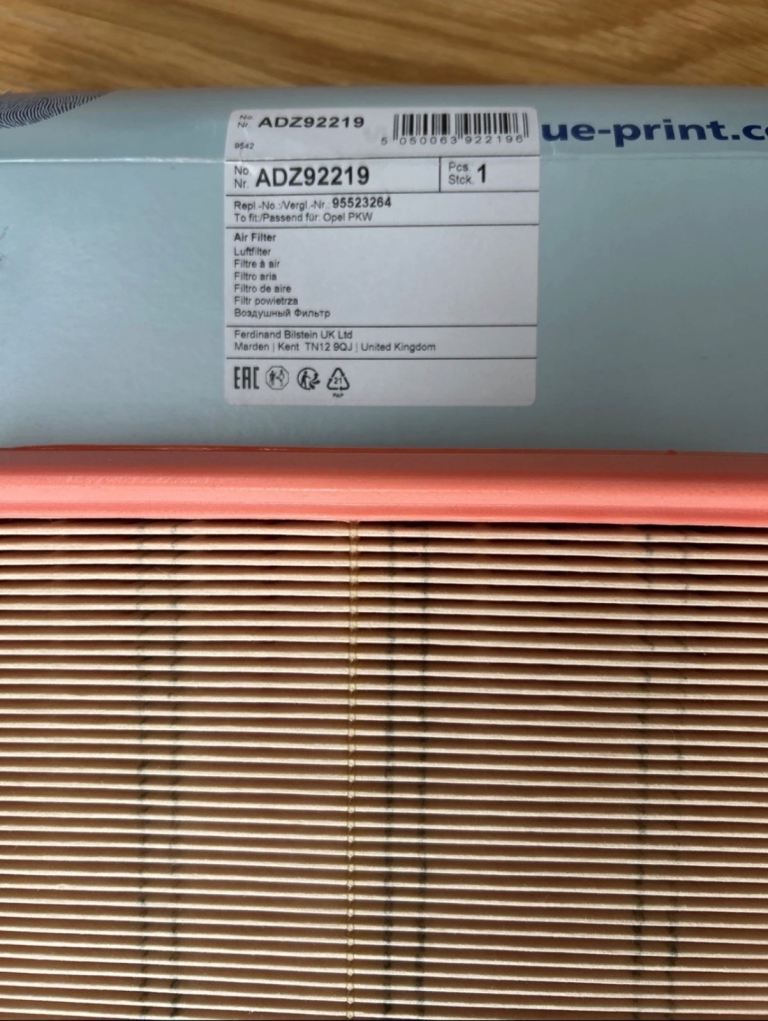 No.
Nr. ADZ92219
9542
5 050063 922196
ue-print.c
No.
Nr. ADZ92219
Pcs.
Stck. 1
Repl.-No.:/Vergl.-Nr.: 95523264
To fit:/Passend für: Opel PKW
Air Filter
Luftfilter
Filtre à air
Filtro aria
Filtro de aire
Filtr powietrza
Воздушный Фильтр
Ferdinand Bilstein UK Ltd
Marden | Kent TN12 9QJ | United Kingdom
EAC
21
PAP